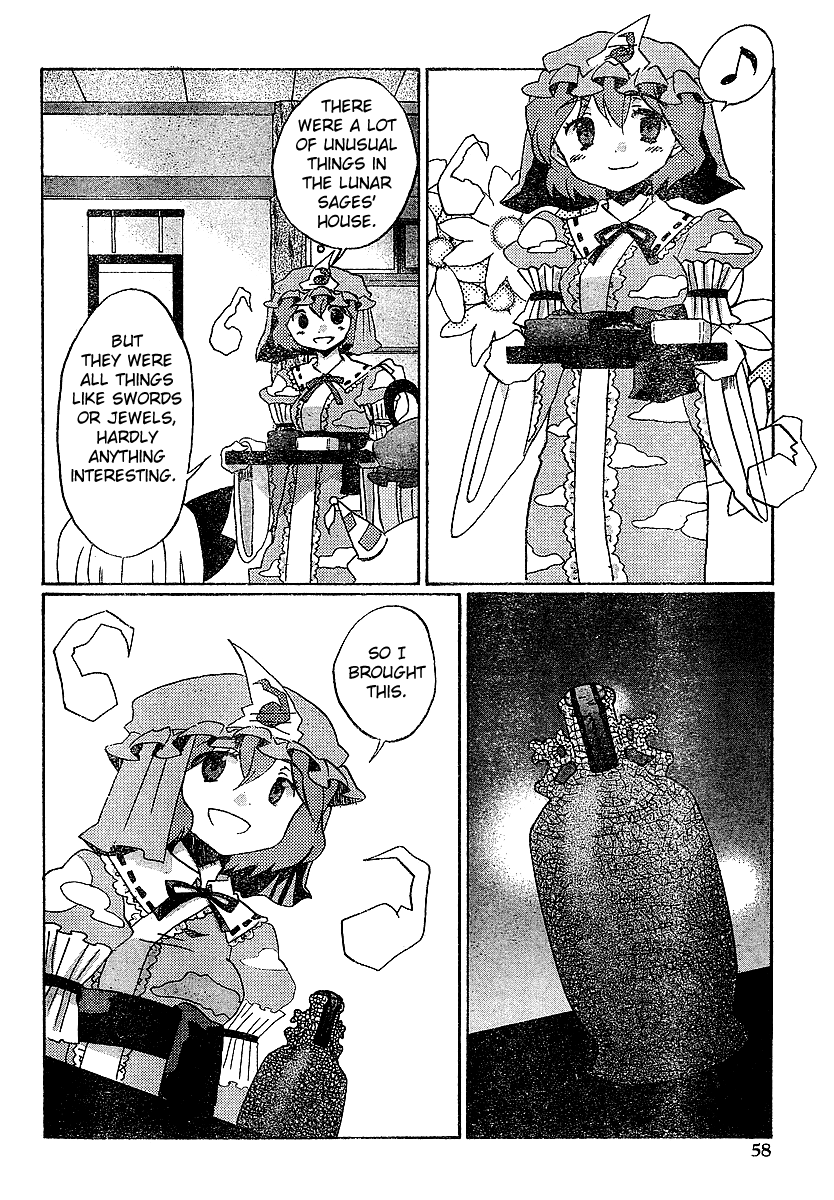 THERE
WERE A LOT
OF UNUSUAL
THINGS IN
THE LUNAR
SAGES'
HOUSE.
BUT
THEY WERE
ALL THINGS
LIKE SWORDS
OR JEWELS,
HARDLY
ANYTHING
INTERESTING.
SO I
BROUGHT
THIS.
58